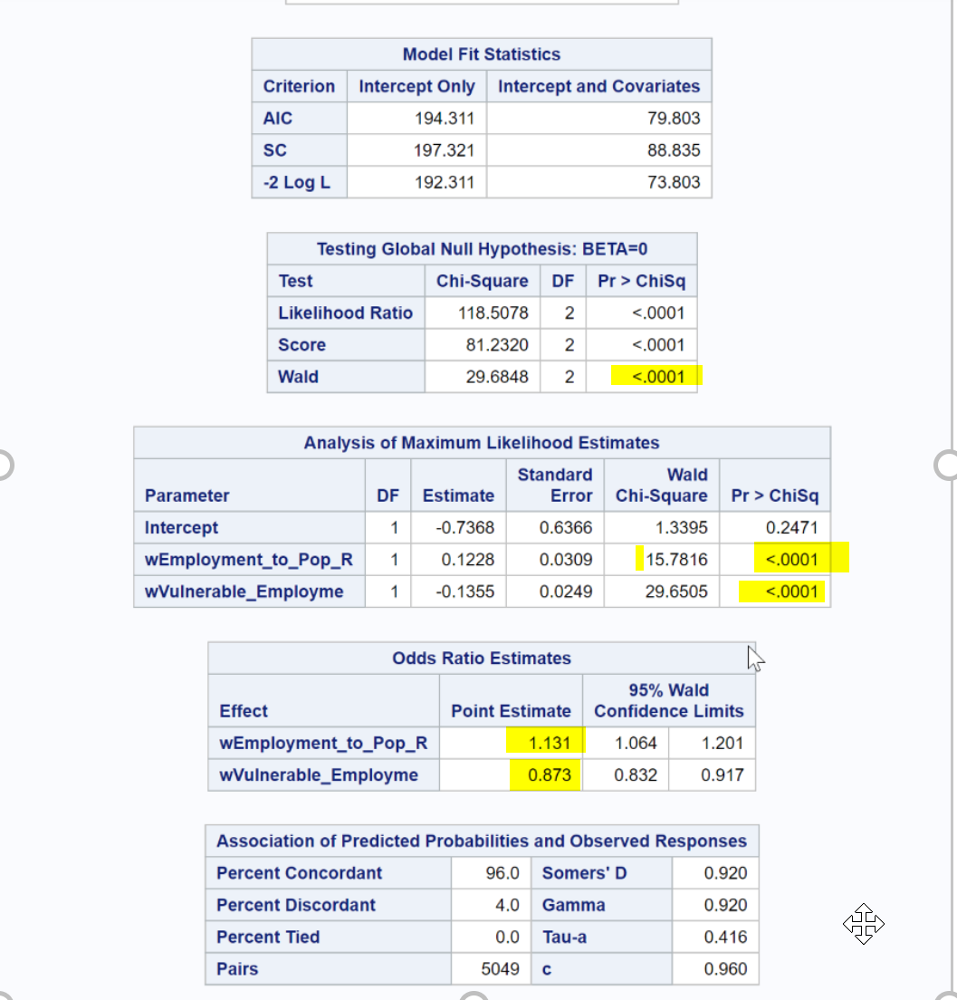 Model Fit Statistics
Criterion Intercept Only Intercept and Covariates
AIC 194.311 79.803
SC 197.321 88.835
-2 Log L 192.311 73.803
Testing Global Null Hypothesis: BETA=0
Test Chi-Square DF Pr > ChiSq
Likelihood Ratio 118.5078 2 <.0001
Score 81.2320 2 <.0001
Wald 29.6848 2 <.0001
Analysis of Maximum Likelihood Estimates
Parameter DF Estimate Standard Error Wald Chi-Square Pr > ChiSq
Intercept 1 -0.7368 0.6366 1.3395 0.2471
wEmployment_to_Pop_R 1 0.1228 0.0309 15.7816 <.0001
wVulnerable_Employme 1 -0.1355 0.0249 29.6505 <.0001
Odds Ratio Estimates
Effect Point Estimate 95% Wald Confidence Limits
wEmployment_to_Pop_R 1.131 1.064 1.201
wVulnerable_Employme 0.873 0.832 0.917
Association of Predicted Probabilities and Observed Responses
Percent Concordant 96.0 Somers' D 0.920
Percent Discordant 4.0 Gamma 0.920
Percent Tied 0.0 Tau-a 0.416
Pairs 5049 c 0.960